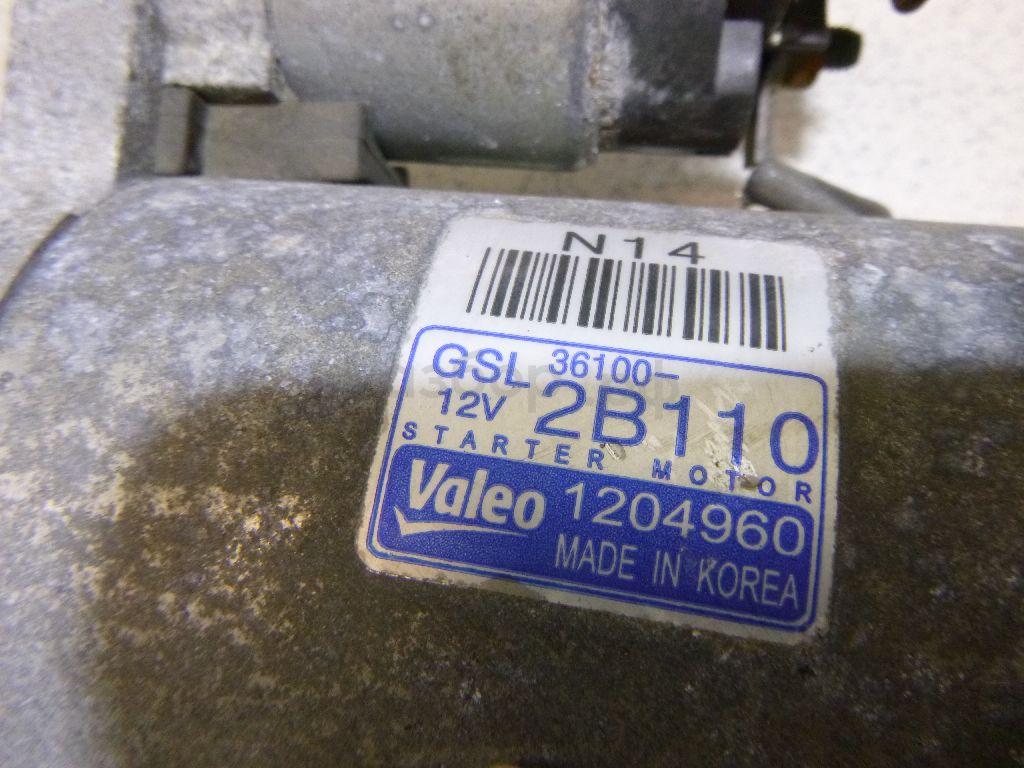 N14
GSL 36100-
12V 2B110
STARTER MOTOR
Valeo 1204960
MADE IN KOREA